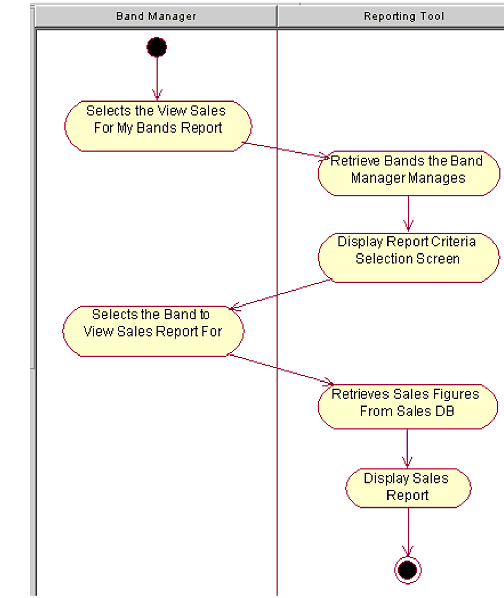 Band Manager
Reporting Tool
Selects the View Sales
For My Bands Report
Retrieve Bands the Band
Manager Manages
Display Report Criteria
Selection Screen
Selects the Band to
View Sales Report For
Retrieves Sales Figures
From Sales DB
Display Sales
Report